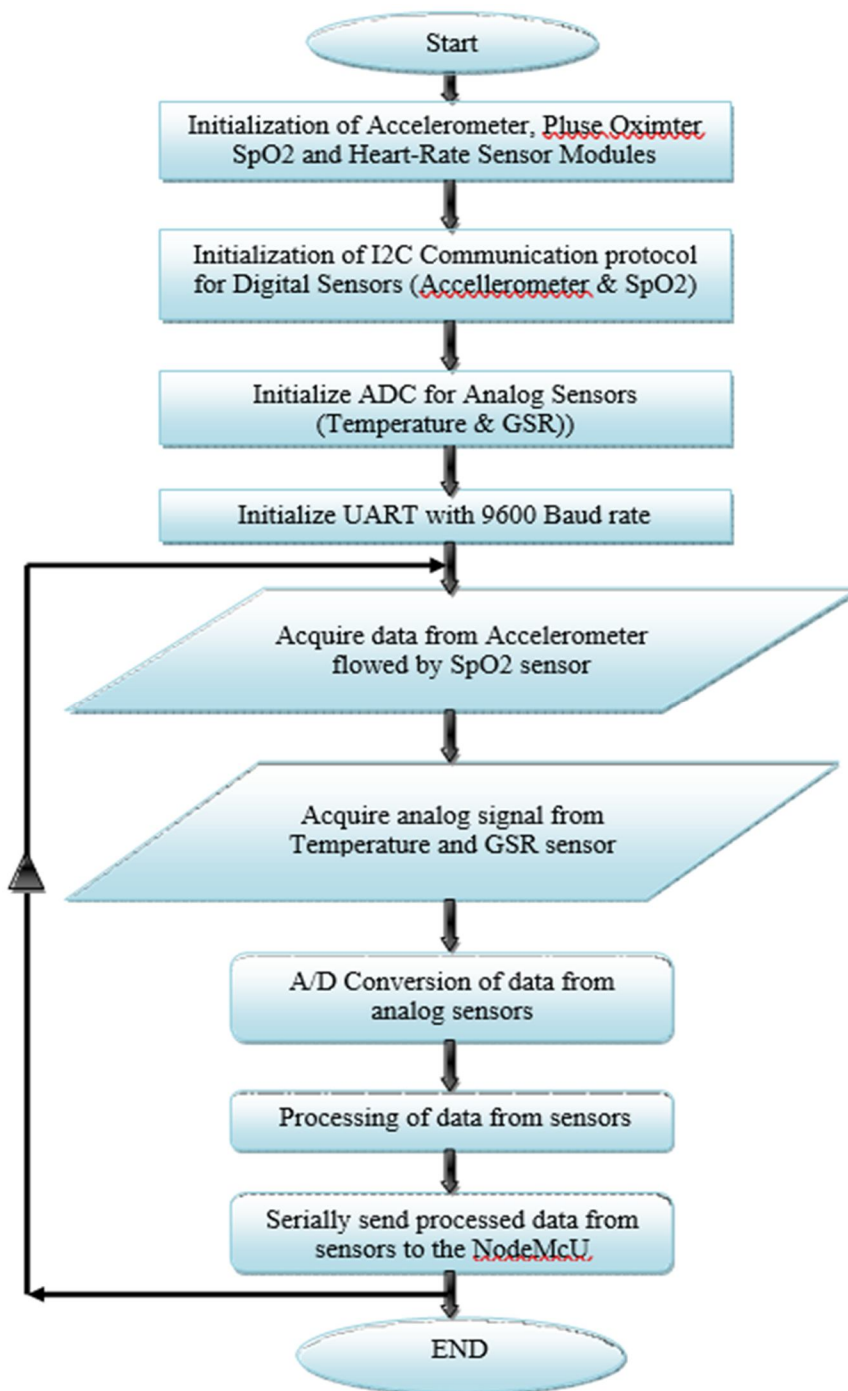 Start
Initialization of Accelerometer, Pluse Oximter
SpO2 and Heart-Rate Sensor Modules
Initialization of I2C Communication protocol
for Digital Sensors (Accellerometer & SpO2)
Initialize ADC for Analog Sensors
(Temperature & GSR))
Initialize UART with 9600 Baud rate
Acquire data from Accelerometer
flowed by SpO2 sensor
Acquire analog signal from
Temperature and GSR sensor
A/D Conversion of data from
analog sensors
Processing of data from sensors
Serially send processed data from
sensors to the NodeMcU
END